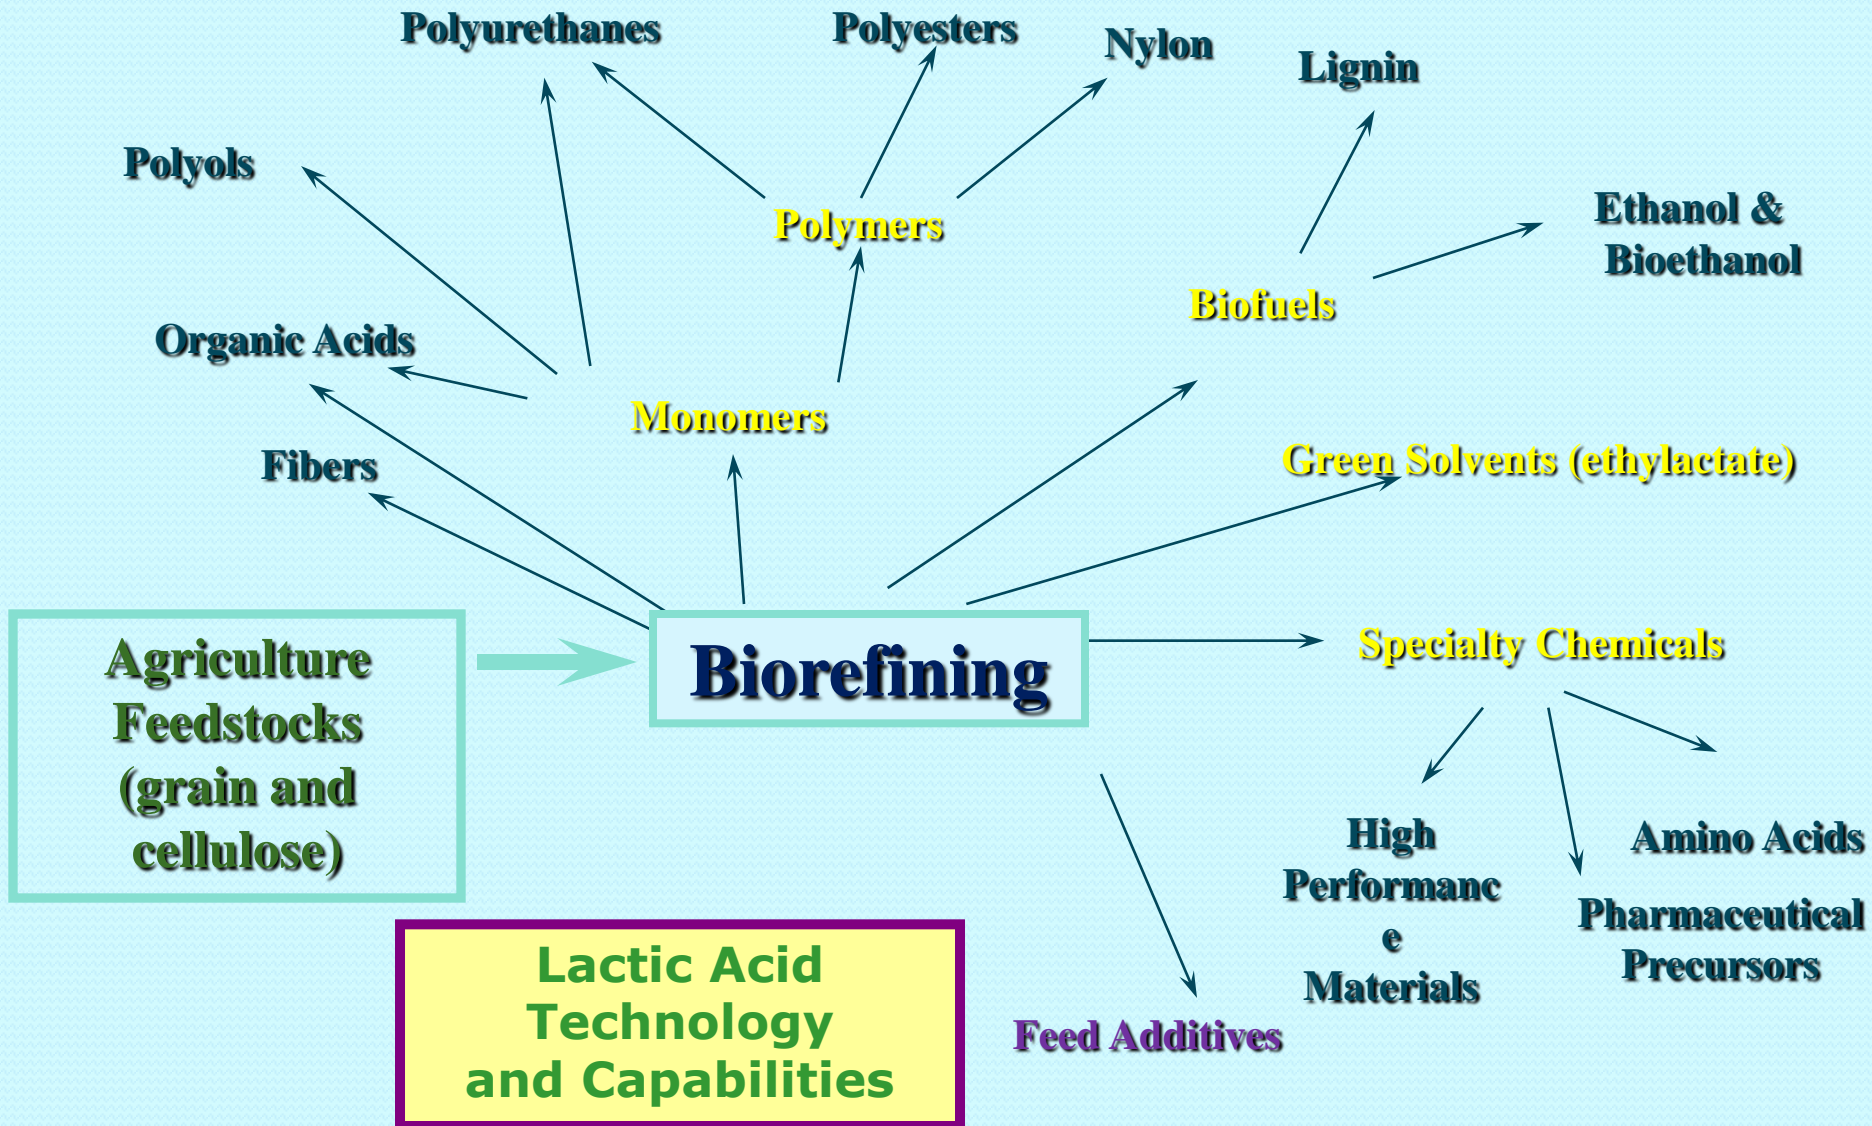 Polyurethanes
Polyesters
Nylon
Lignin
Polyols
Polymers
Ethanol &
Bioethanol
Biofuels
Organic Acids
Monomers
Fibers
Green Solvents (ethylactate)
Agriculture
Feedstocks
(grain and
cellulose)
Biorefining
Specialty Chemicals
High
Performanc
e
Materials
Amino Acids
Pharmaceutical
Precursors
Lactic Acid
Technology
and Capabilities
Feed Additives